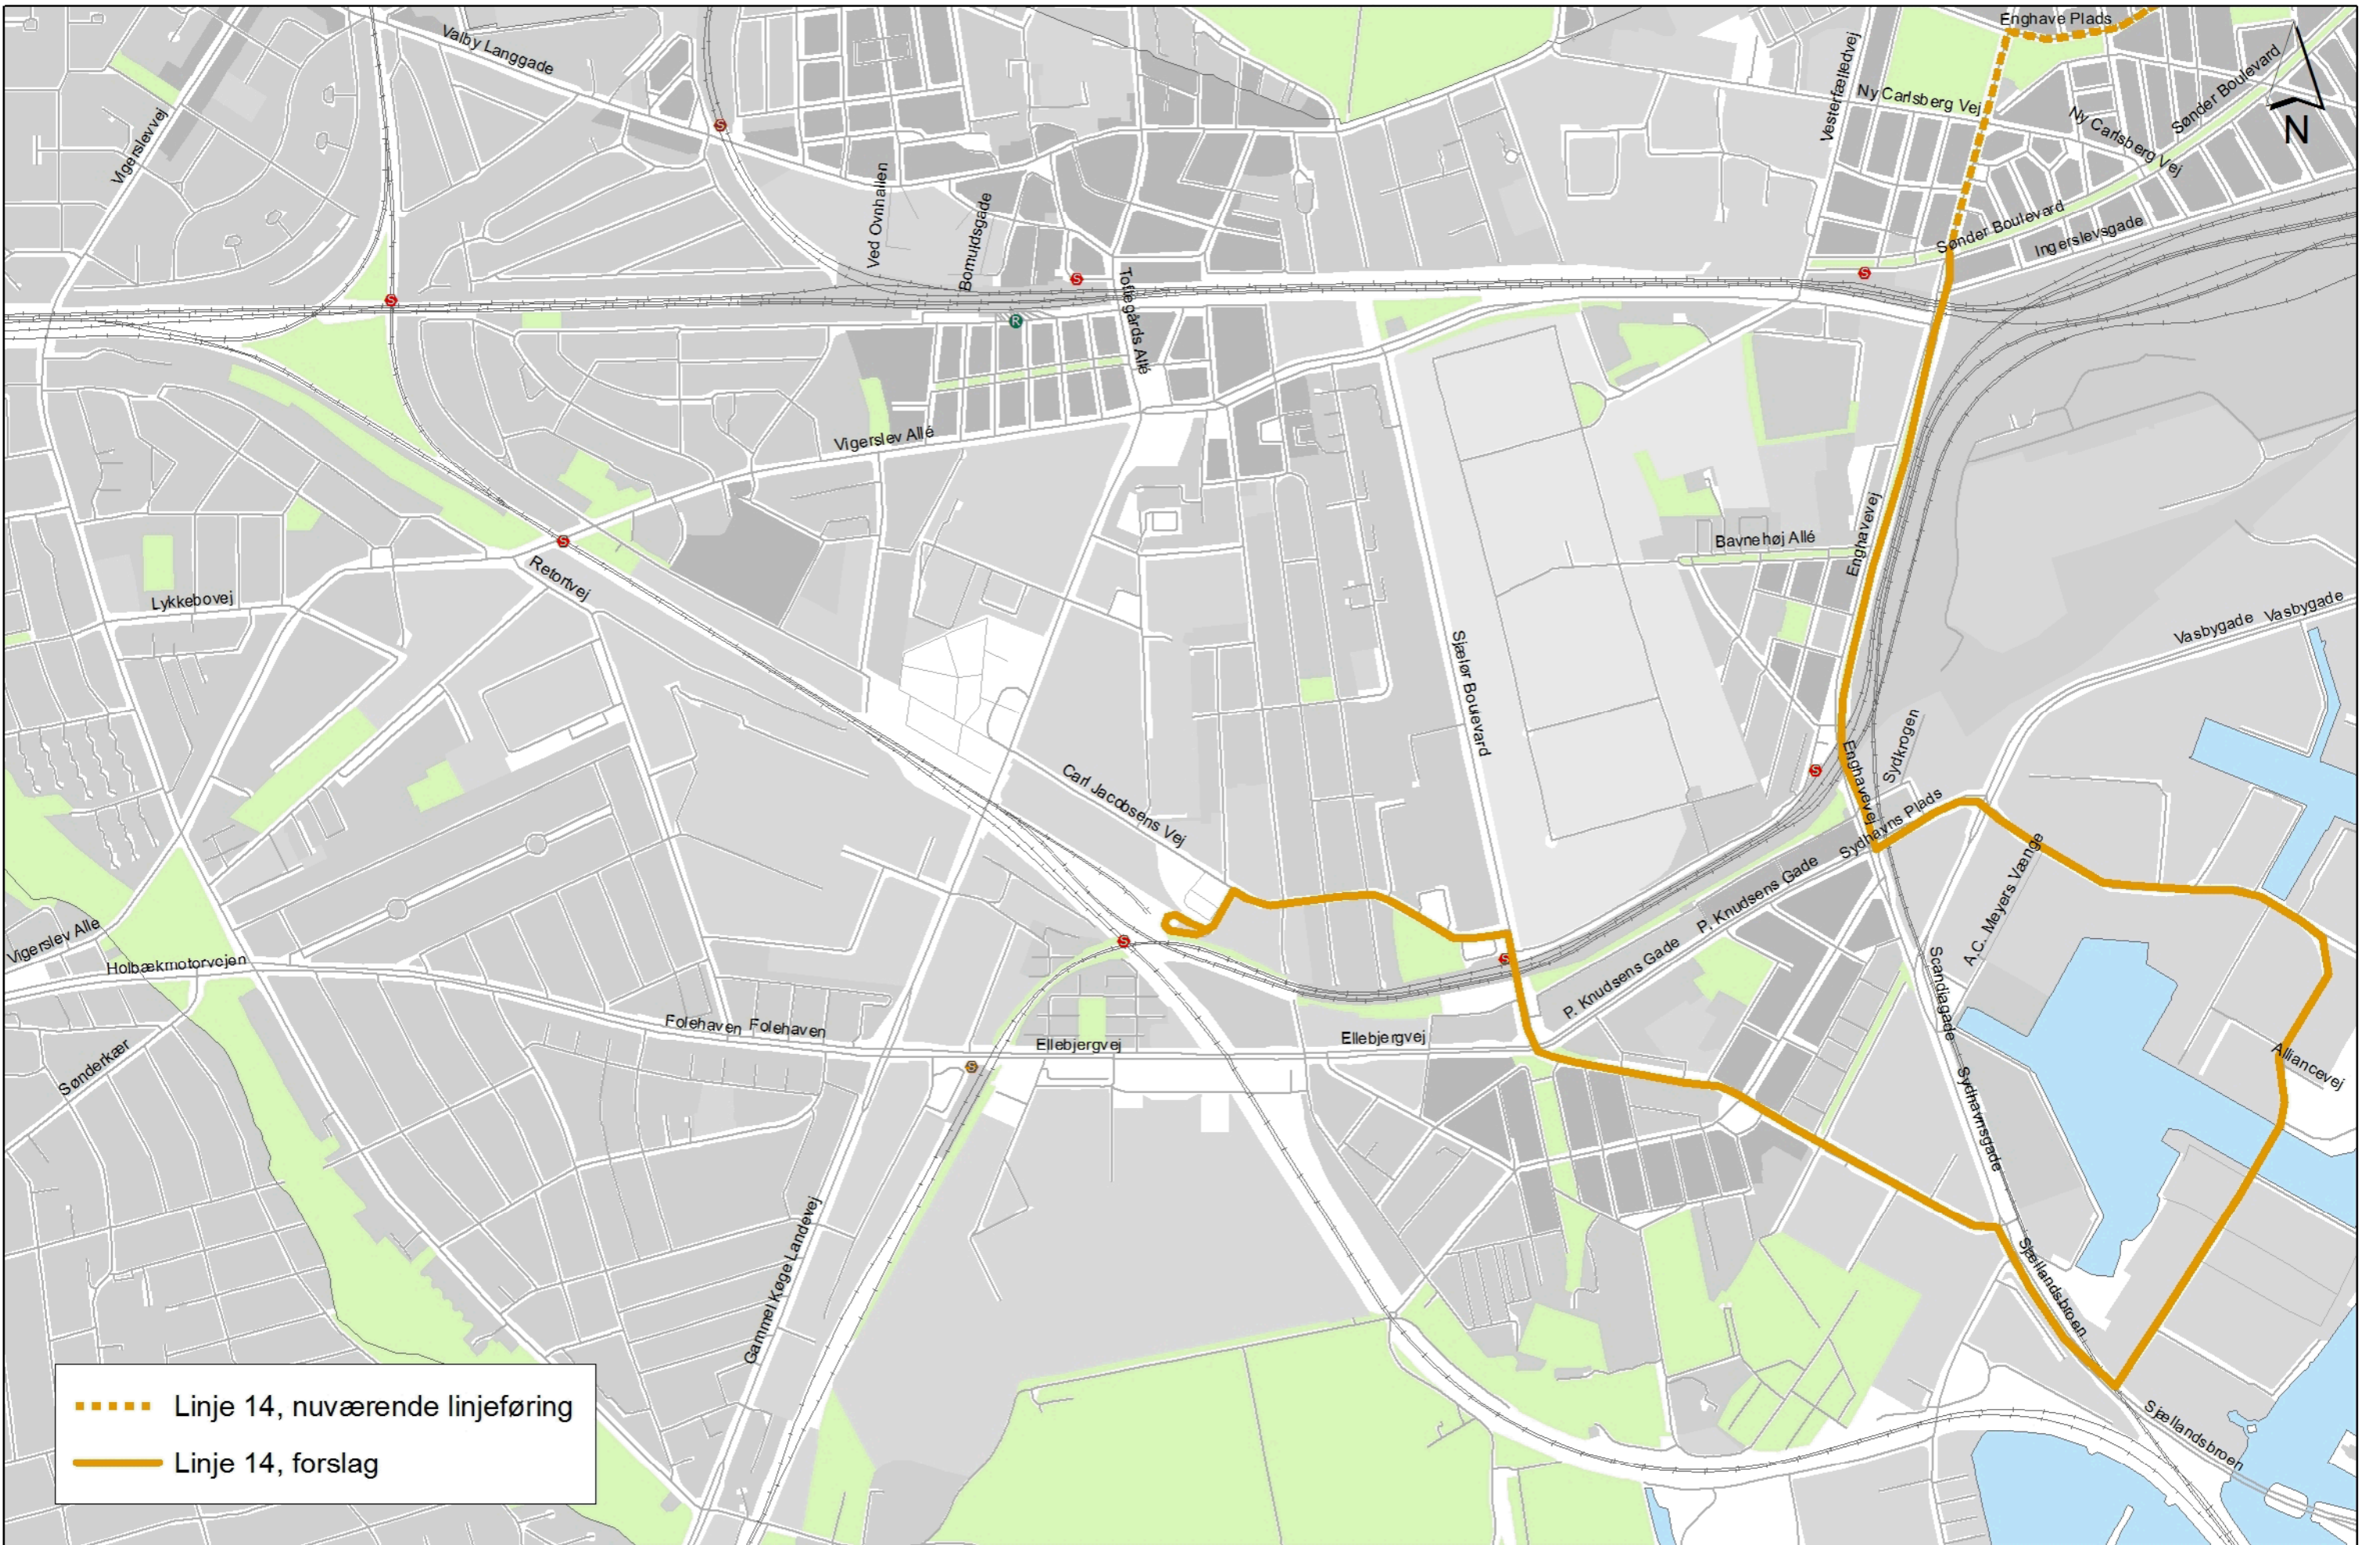 Enghave Plads
Valby Langgade
Vesterfælledvej
Sønder Boulevard
Ny Carlsberg Vej
N
Vigerslevvej
Ny Carlsberg Vej
Ved Ovnhallen
Bomuldsgade
Sønder Boulevard
Ingerslevsgade
S
S
S
S
S
R
Toftegårds Allé
Vigerslev Allé
Enghavevej
Bavnehøj Allé
S
Retortvej
Lykkebovej
Vasbygade
Vasbygade
Sjælør Boulevard
Sydkrogen
Enghavevej
S
Carl Jacobsens Vej
Sydhavns Plads
A.C. Meyers Vænge
P. Knudsens Gade
P. Knudsens Gade
Vigerslev Alle
S
S
Holbækmotorvejen
Scandiagade
Folehaven
Folehaven
Ellebjergvej
Ellebjergvej
S
Sønderkær
Alliancevej
Sydhavnsgade
Gammel Køge Landevej
Sjællandsbroen
Sjællandsbroen
Linje 14, nuværende linjeføring
Linje 14, forslag